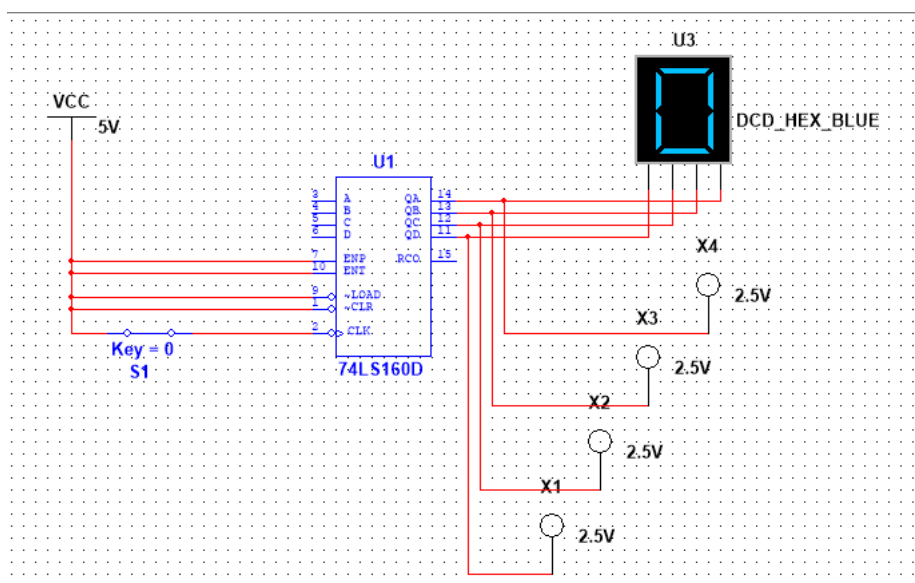 U3
VCC
5V
DCD_HEX_BLUE
U1
3 A QA 14
4 B QB 13
5 C QC 12
6 D QD 11
7 ENP RCO 15
10 ENT
9 ~LOAD
1 ~CLR
2 CLK
74LS160D
Key = 0
S1
X4
2.5V
X3
2.5V
X2
2.5V
X1
2.5V